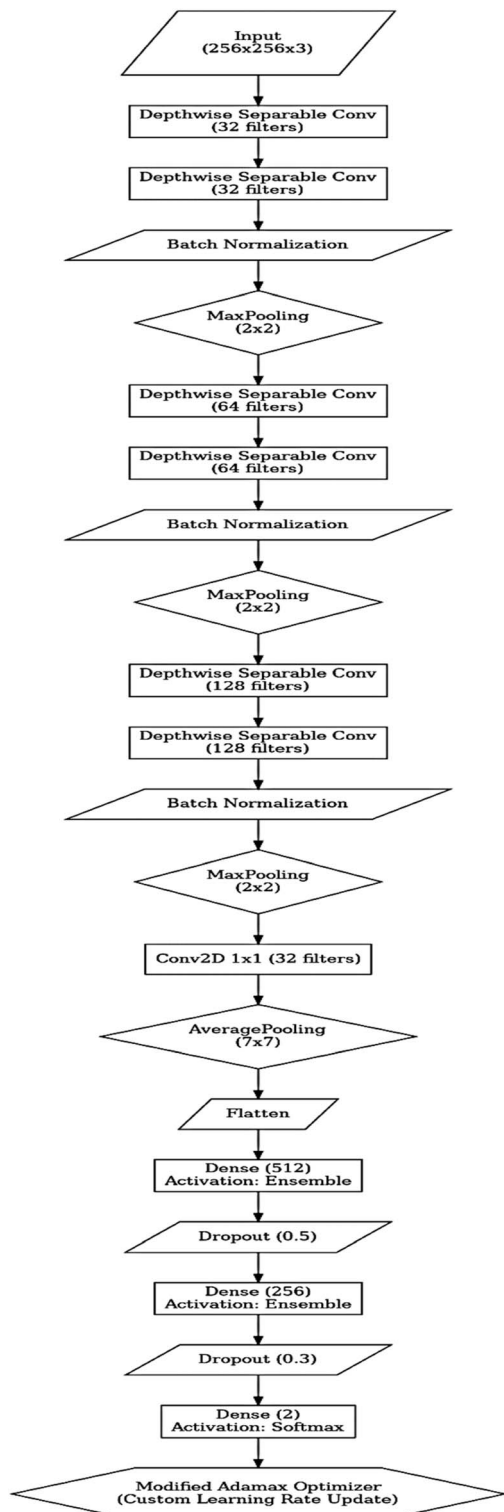 Input
(256x256x3)
Depthwise Separable Conv
(32 filters)
Depthwise Separable Conv
(32 filters)
Batch Normalization
MaxPooling
(2x2)
Depthwise Separable Conv
(64 filters)
Depthwise Separable Conv
(64 filters)
Batch Normalization
MaxPooling
(2x2)
Depthwise Separable Conv
(128 filters)
Depthwise Separable Conv
(128 filters)
Batch Normalization
MaxPooling
(2x2)
Conv2D 1x1 (32 filters)
AveragePooling
(7x7)
Flatten
Dense (512)
Activation: Ensemble
Dropout (0.5)
Dense (256)
Activation: Ensemble
Dropout (0.3)
Dense (2)
Activation: Softmax
Modified Adamax Optimizer
(Custom Learning Rate Update)